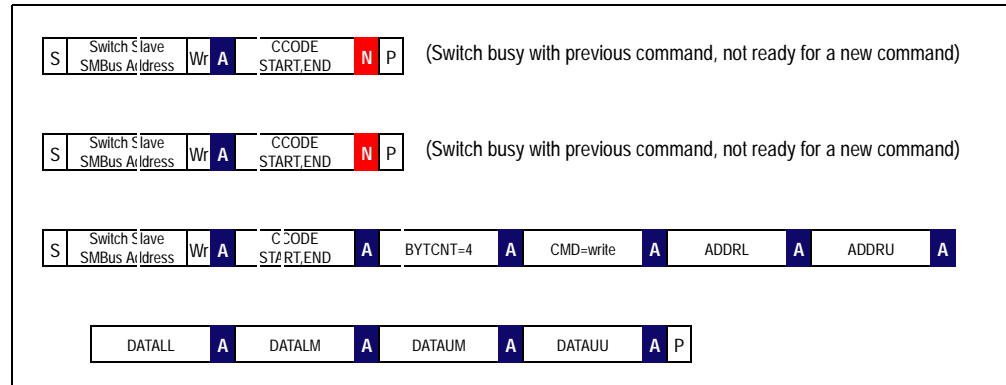 S Switch Slave SMBus Address Wr A CCODE START,END N P (Switch busy with previous command, not ready for a new command)
S Switch Slave SMBus Address Wr A CCODE START,END N P (Switch busy with previous command, not ready for a new command)
S Switch Slave SMBus Address Wr A CCODE START,END A BYTCNT=4 A CMD=write A ADDRL A ADDRU A
DATALL A DATALM A DATAUM A DATAUU A P